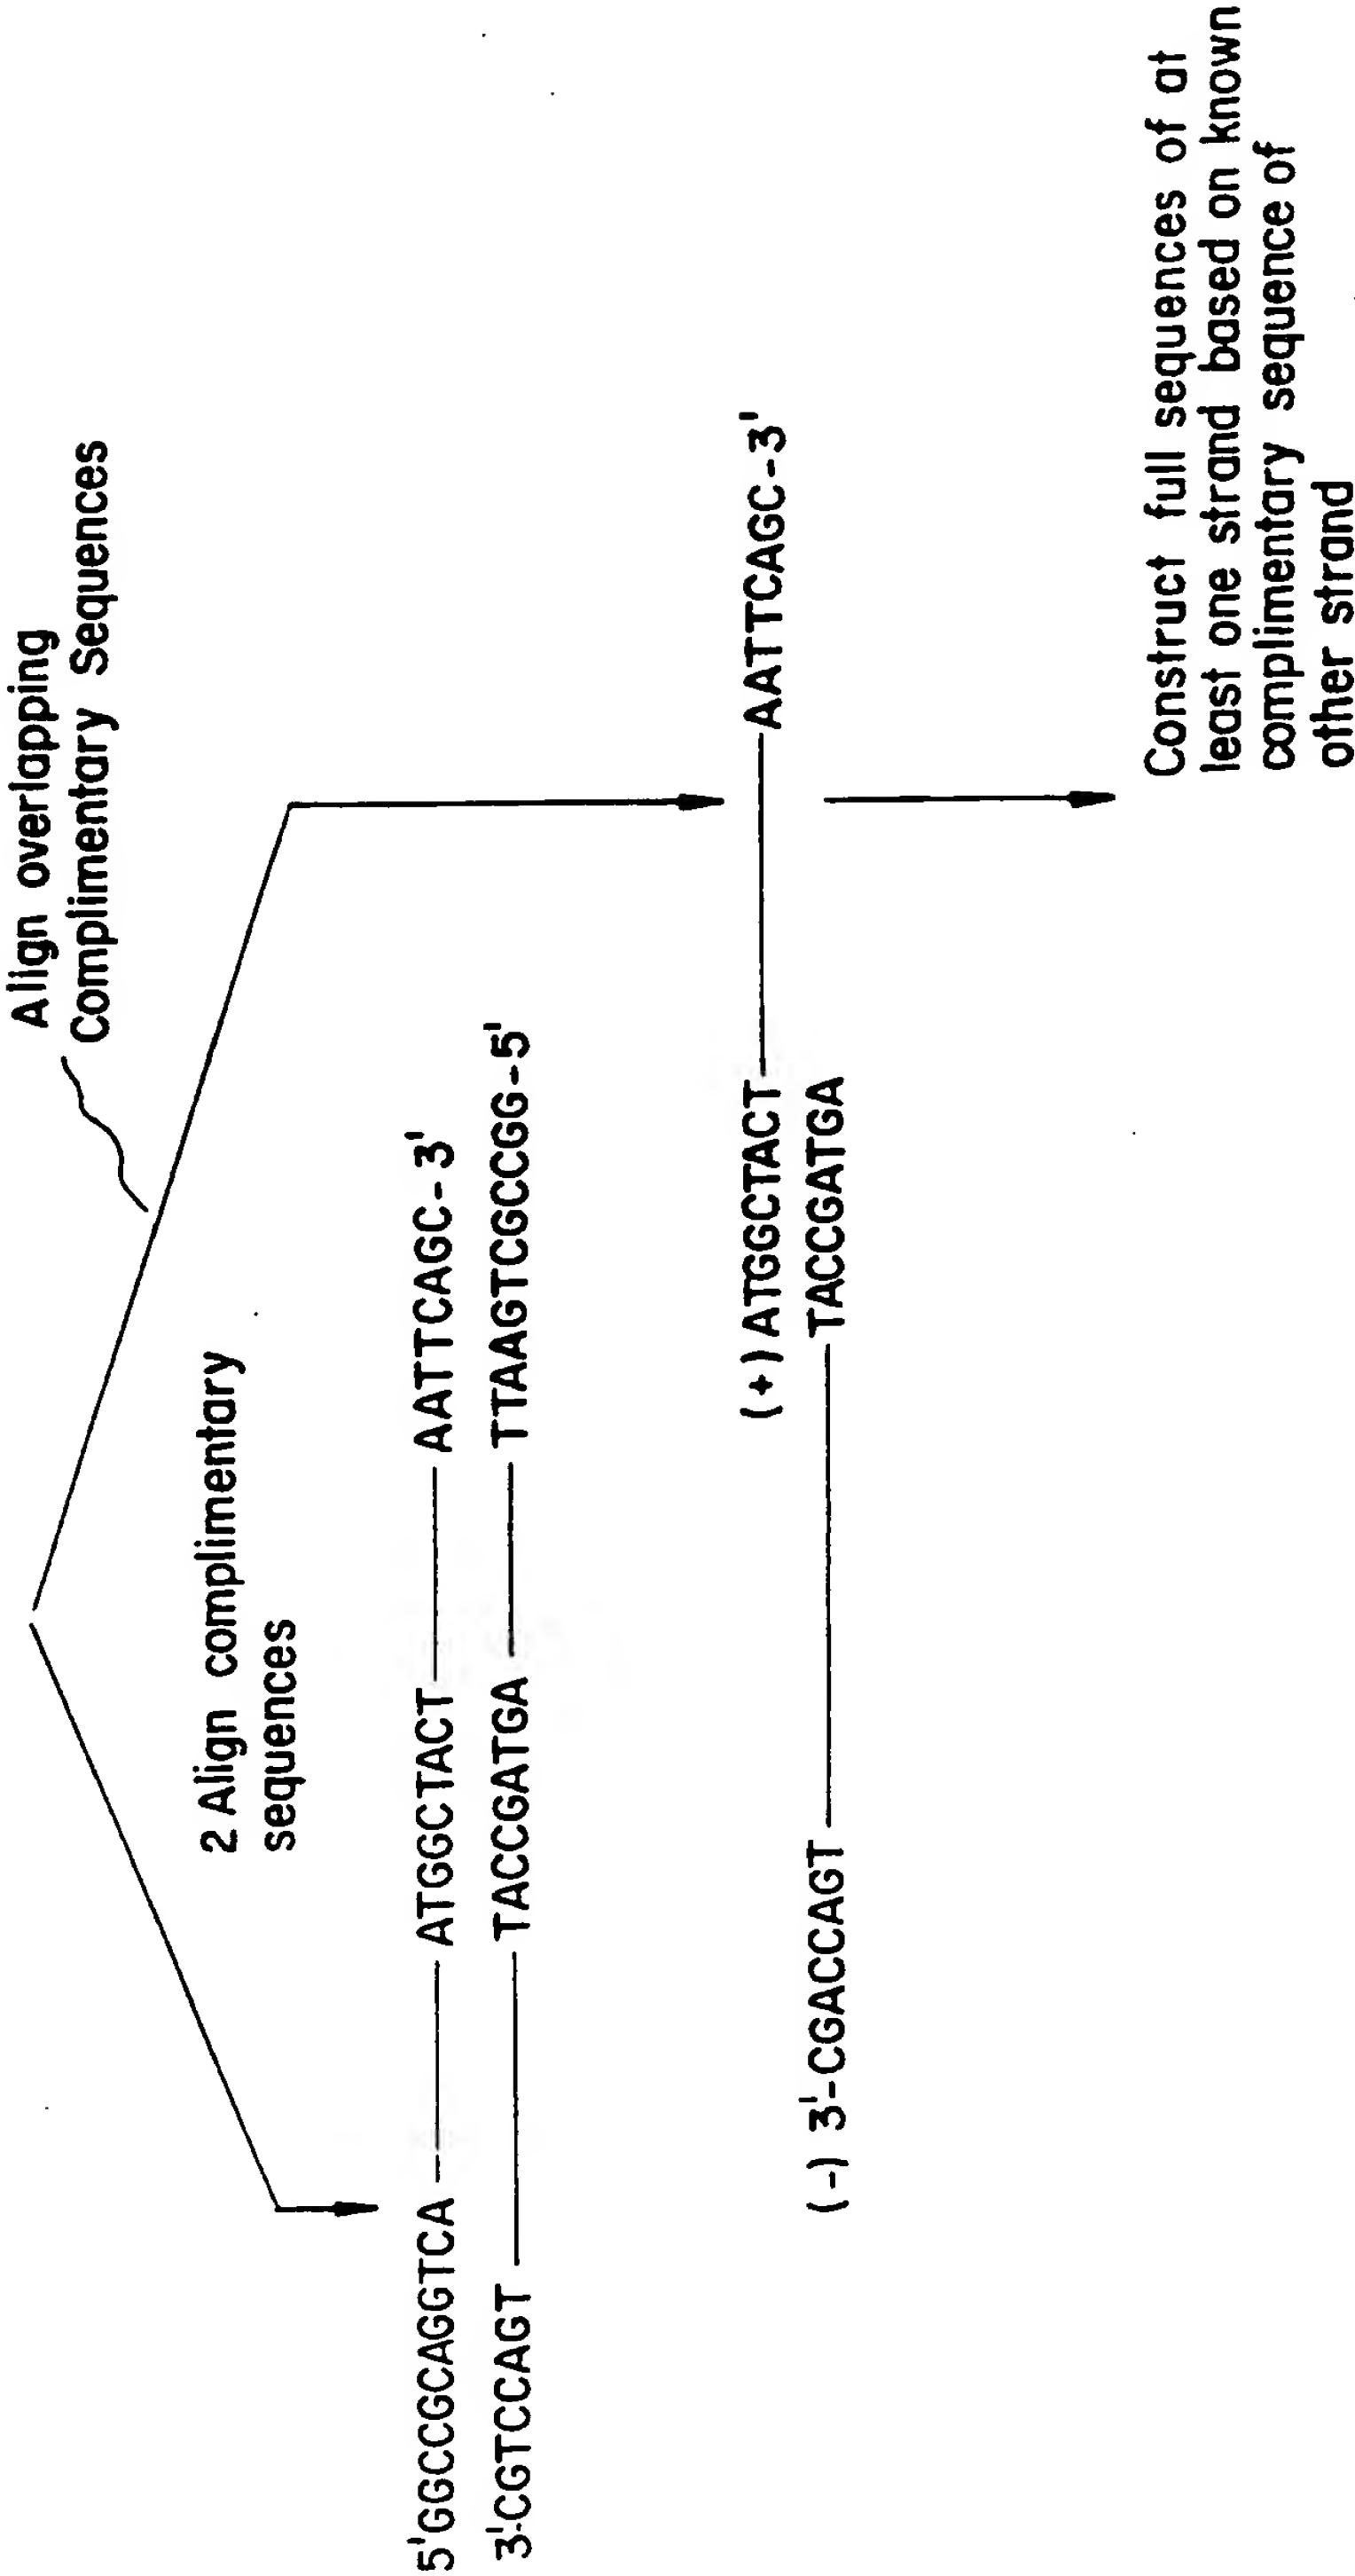 Align overlapping
Complimentary Sequences
2 Align complimentary
sequences
5'GGCCGCAGGTCA — ATGGCTACT — AATTCAGC-3'
3'-CGTCCAGT — TACCGATGA — TTAAGTCGCCGG-5'
(+) ATGGCTACT — AATTCAGC-3'
(-) 3'-CGACCAGT — TACCGATGA
Construct full sequences of at
least one strand based on known
complimentary sequence of
other strand